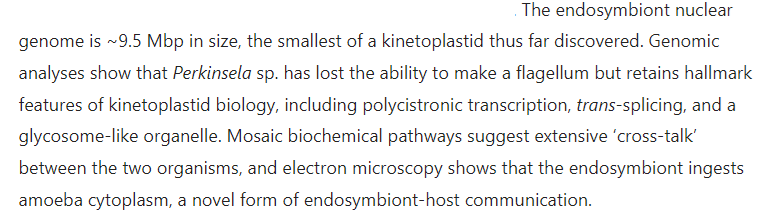 . The endosymbiont nuclear
genome is ~9.5 Mbp in size, the smallest of a kinetoplastid thus far discovered. Genomic
analyses show that Perkinsela sp. has lost the ability to make a flagellum but retains hallmark
features of kinetoplastid biology, including polycistronic transcription, trans-splicing, and a
glycosome-like organelle. Mosaic biochemical pathways suggest extensive ‘cross-talk’
between the two organisms, and electron microscopy shows that the endosymbiont ingests
amoeba cytoplasm, a novel form of endosymbiont-host communication.